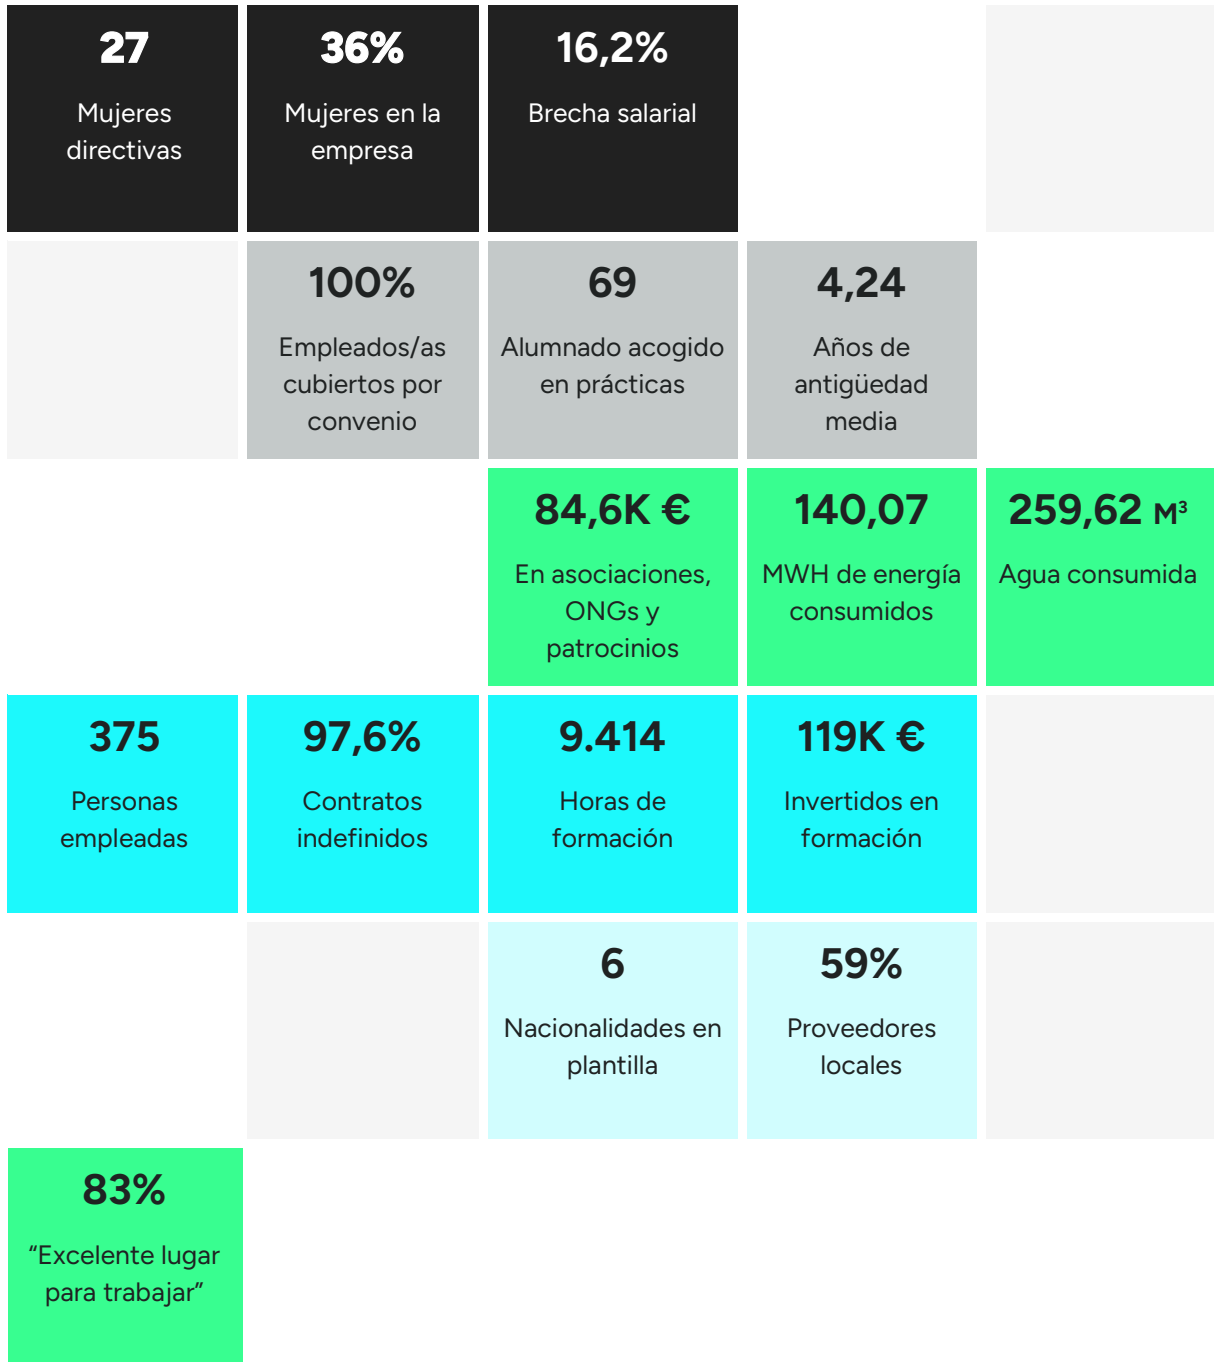 27
Mujeres
directivas
36%
Mujeres en la
empresa
16,2%
Brecha salarial
100%
Empleados/as
cubiertos por
convenio
69
Alumnado acogido
en prácticas
4,24
Años de
antigüedad
media
84,6K €
En asociaciones,
ONGs y
patrocinios
140,07
MWH de energía
consumidos
259,62 M³
Agua consumida
375
Personas
empleadas
97,6%
Contratos
indefinidos
9.414
Horas de
formación
119K €
Invertidos en
formación
6
Nacionalidades en
plantilla
59%
Proveedores
locales
83%
“Excelente lugar
para trabajar”